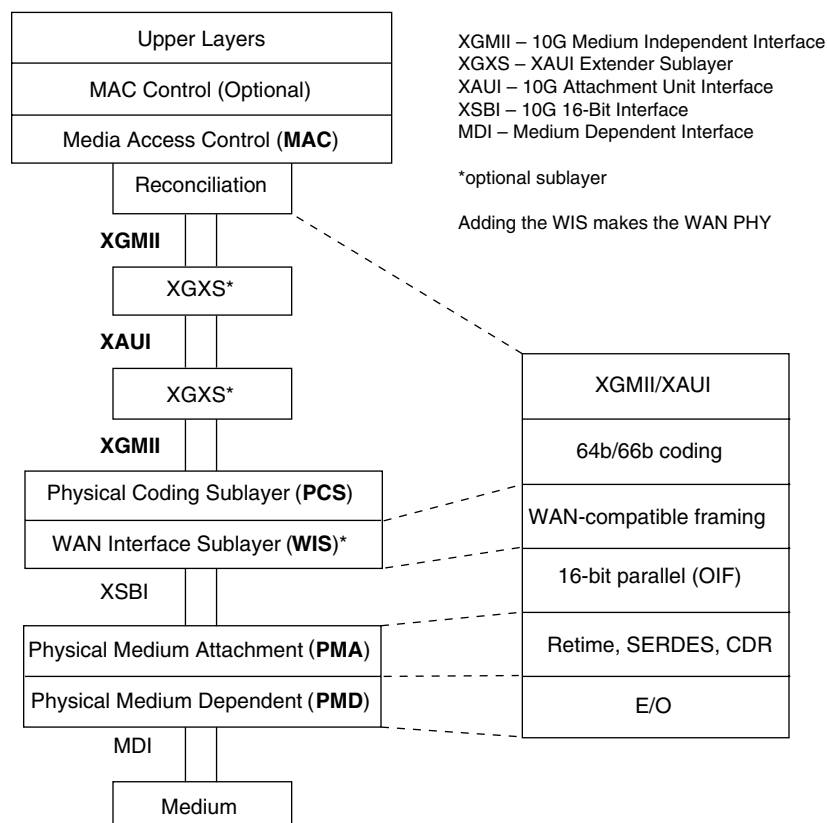 Upper Layers
MAC Control (Optional)
Media Access Control (MAC)
Reconciliation
XGMII
XGXS*
XAUI
XGXS*
XGMII
Physical Coding Sublayer (PCS)
WAN Interface Sublayer (WIS)*
XSBI
Physical Medium Attachment (PMA)
Physical Medium Dependent (PMD)
MDI
Medium
XGMII – 10G Medium Independent Interface
XGXS – XAUI Extender Sublayer
XAUI – 10G Attachment Unit Interface
XSBI – 10G 16-Bit Interface
MDI – Medium Dependent Interface
*optional sublayer
Adding the WIS makes the WAN PHY
XGMII/XAUI
64b/66b coding
WAN-compatible framing
16-bit parallel (OIF)
Retime, SERDES, CDR
E/O